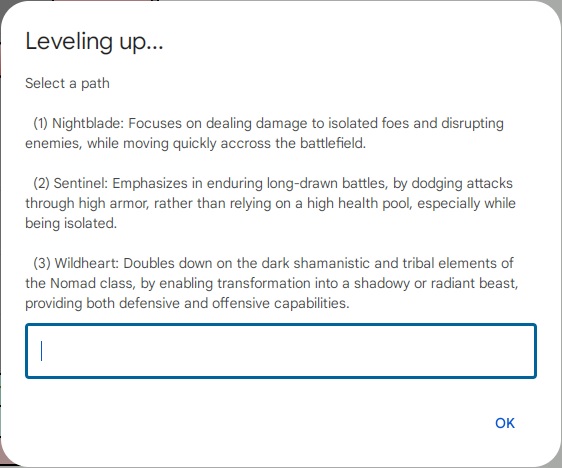 Leveling up...
Select a path
(1) Nightblade: Focuses on dealing damage to isolated foes and disrupting
enemies, while moving quickly accross the battlefield.
(2) Sentinel: Emphasizes in enduring long-drawn battles, by dodging attacks
through high armor, rather than relying on a high health pool, especially while
being isolated.
(3) Wildheart: Doubles down on the dark shamanistic and tribal elements of
the Nomad class, by enabling transformation into a shadowy or radiant beast,
providing both defensive and offensive capabilities.
OK